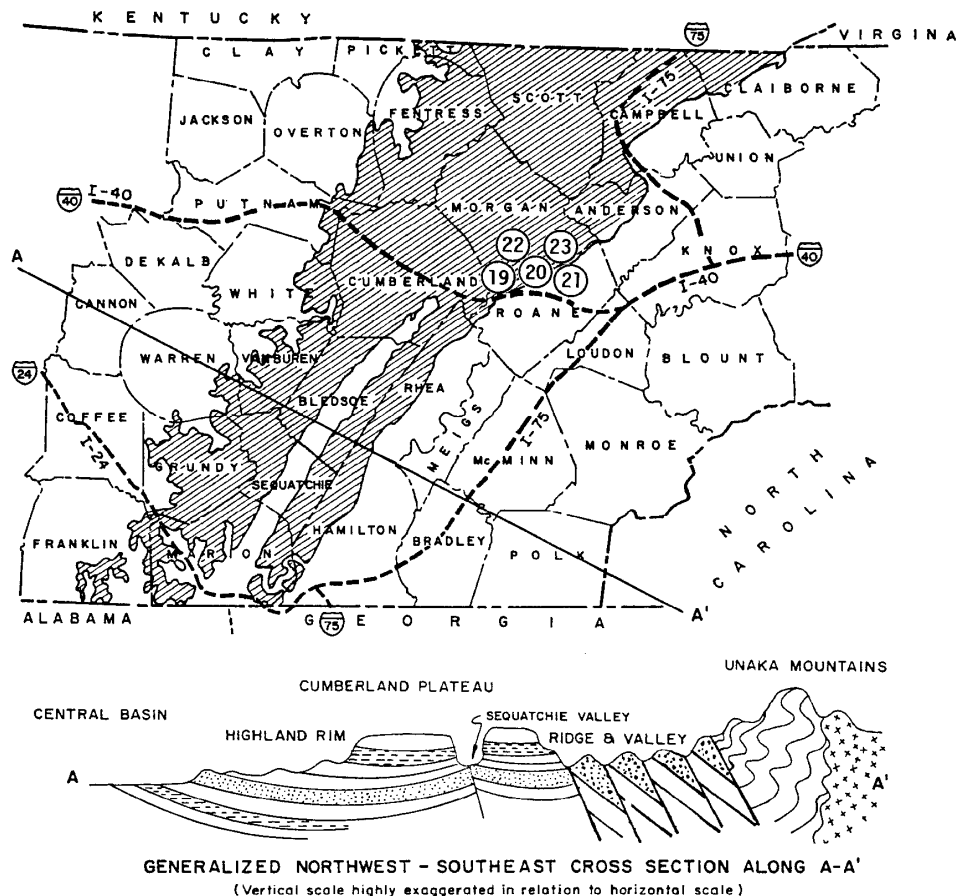 KENTUCKY
VIRGINA
CLAY
PICKETT
75
I-75
SCOTT
CLAIBORNE
CAMPBELL
FENTRESS
JACKSON
OVERTON
UNION
40
I-40
PUTNAM
MORGAN
ANDERSON
KNOX
40
I-40
22
23
A
DEKALB
WHITE
CUMBERLAND
19
20
21
CANNON
ROANE
WARREN
VAN BUREN
LOUDON
BLOUNT
24
BLEDSOE
RHEA
COFFEE
I-24
MEIGS
I-75
MONROE
McMINN
GRUNDY
SEQUATCHIE
NORTH
CAROLINA
HAMILTON
BRADLEY
FRANKLIN
MARION
POLK
A'
ALABAMA
GEORGIA
75
UNAKA MOUNTAINS
CUMBERLAND PLATEAU
CENTRAL BASIN
SEQUATCHIE VALLEY
HIGHLAND RIM
RIDGE & VALLEY
A
A'
GENERALIZED NORTHWEST - SOUTHEAST CROSS SECTION ALONG A-A'
(Vertical scale highly exaggerated in relation to horizontal scale)